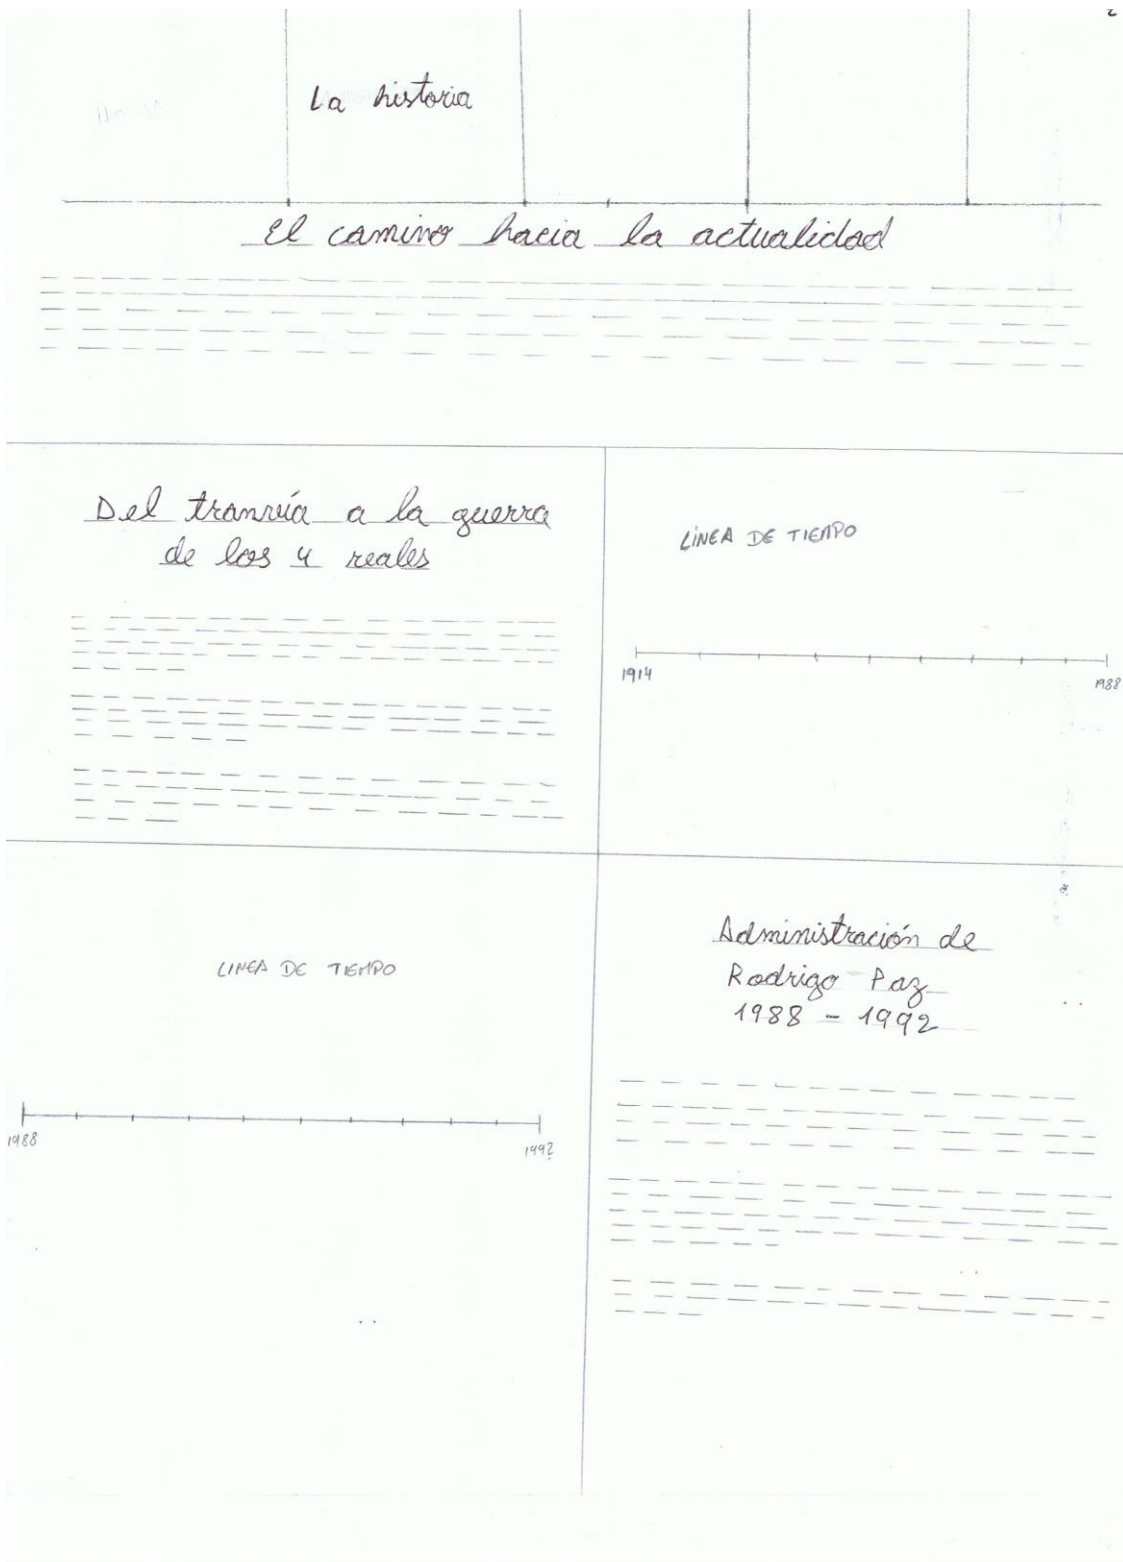 La historia
El camino hacia la actualidad
Del tranvía a la guerra
de los 4 reales
LÍNEA DE TIEMPO
1914
1988
LINEA DE TIEMPO
1988
1992
Administración de
Rodrigo Paz
1988 - 1992